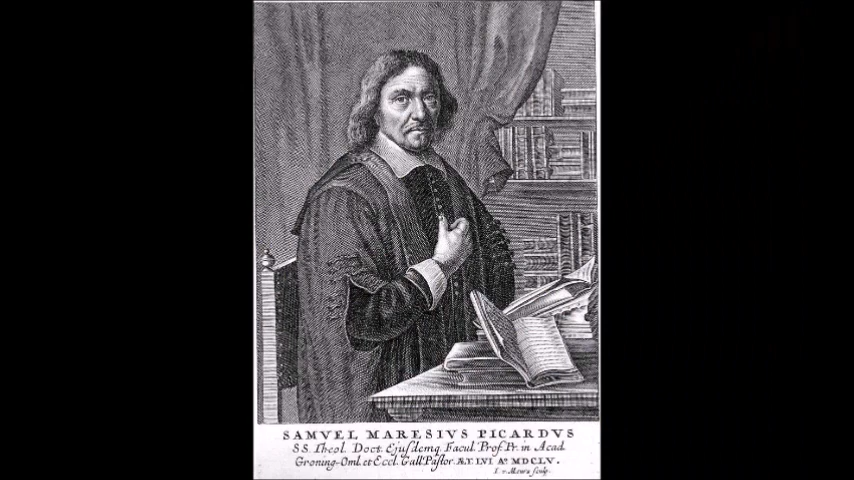 SAMVEL MARESIVS PICARDVS
SS. Theol. Doct. Ejusdemq. Facul. Prof. Pr. in Acad.
Groning-Oml. et Eccl. Gall. Pastor. ÆT. LVI Aº. MDCLV.
sculp.